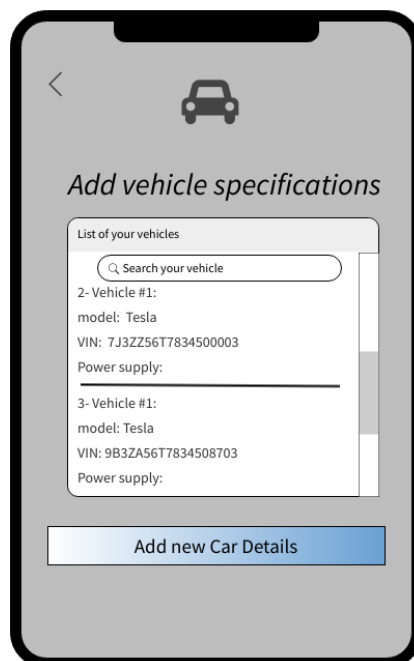 Add vehicle specifications
List of your vehicles
Search your vehicle
2- Vehicle #1:
model: Tesla
VIN: 7J3ZZ56T7834500003
Power supply:
3- Vehicle #1:
model: Tesla
VIN: 9B3ZA56T7834508703
Power supply:
Add new Car Details